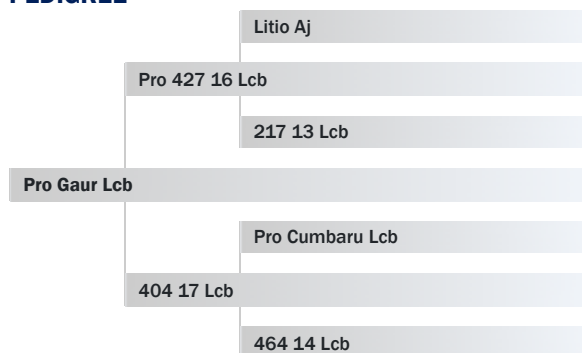 Litio Aj
Pro 427 16 Lcb
217 13 Lcb
Pro Gaur Lcb
Pro Cumbaru Lcb
404 17 Lcb
464 14 Lcb